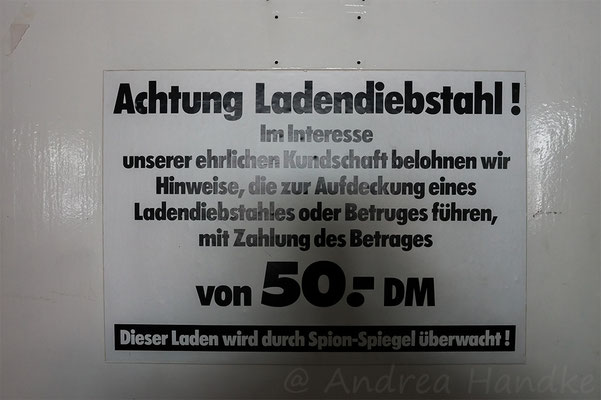 Achtung Ladendiebstahl!
Im Interesse
unserer ehrlichen Kundschaft belohnen wir
Hinweise, die zur Aufdeckung eines
Ladendiebstahles oder Betruges führen,
mit Zahlung des Betrages
von 50.- DM
Dieser Laden wird durch Spion-Spiegel überwacht!
@ Andrea Handke